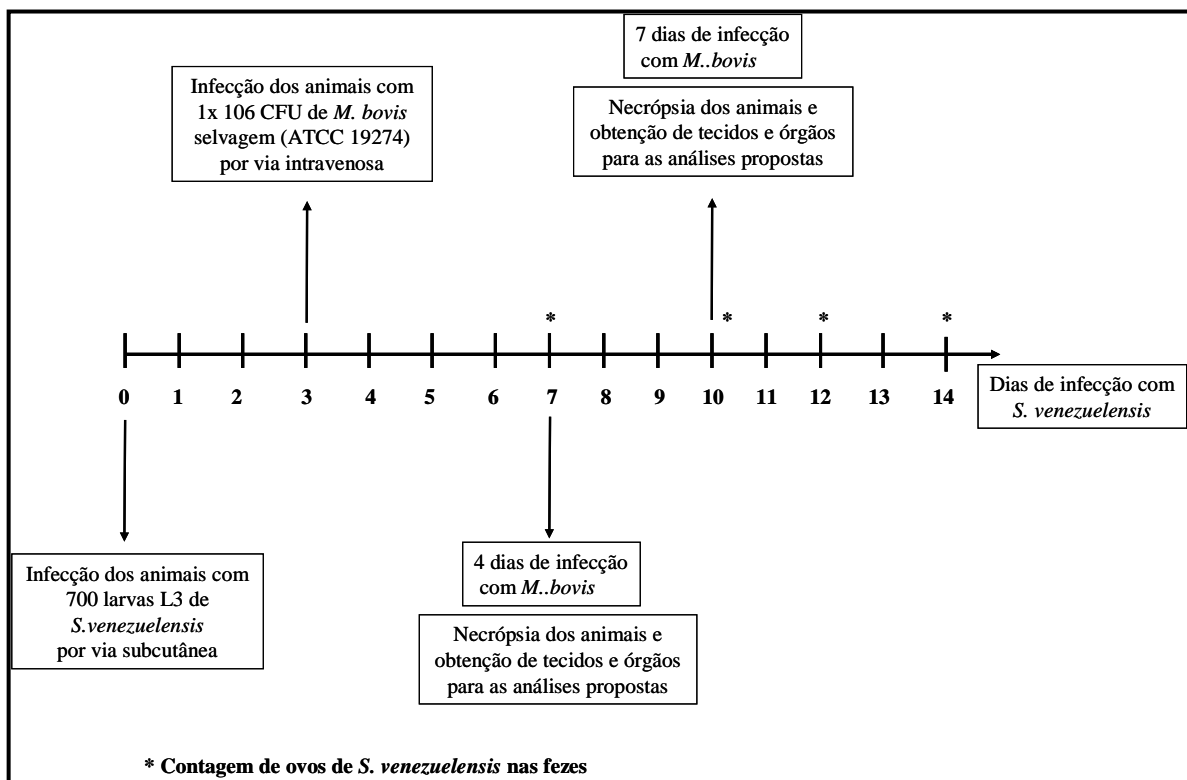 7 dias de infecção
com M..bovis
Infecção dos animais com
1x 106 CFU de M. bovis
selvagem (ATCC 19274)
por via intravenosa
Necrópsia dos animais e
obtenção de tecidos e órgãos
para as análises propostas
* * * *
0 1 2 3 4 5 6 7 8 9 10 11 12 13 14
Dias de infecção com
S. venezuelensis
Infecção dos animais com
700 larvas L3 de
S.venezuelensis
por via subcutânea
4 dias de infecção
com M..bovis
Necrópsia dos animais e
obtenção de tecidos e órgãos
para as análises propostas
* Contagem de ovos de S. venezuelensis nas fezes